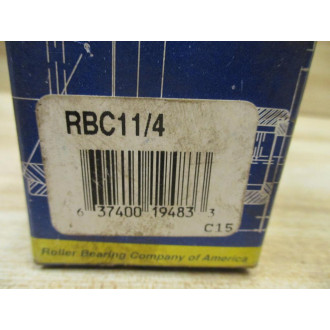 RBC11/4
6 37400 19483 3
C15
Roller Bearing Company of America